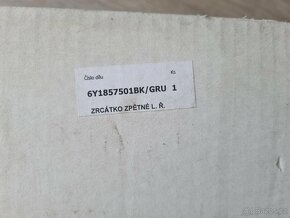 Číslo dílu Ks
6Y1857501BK/GRU 1
ZRCÁTKO ZPĚTNÉ L. Ř.